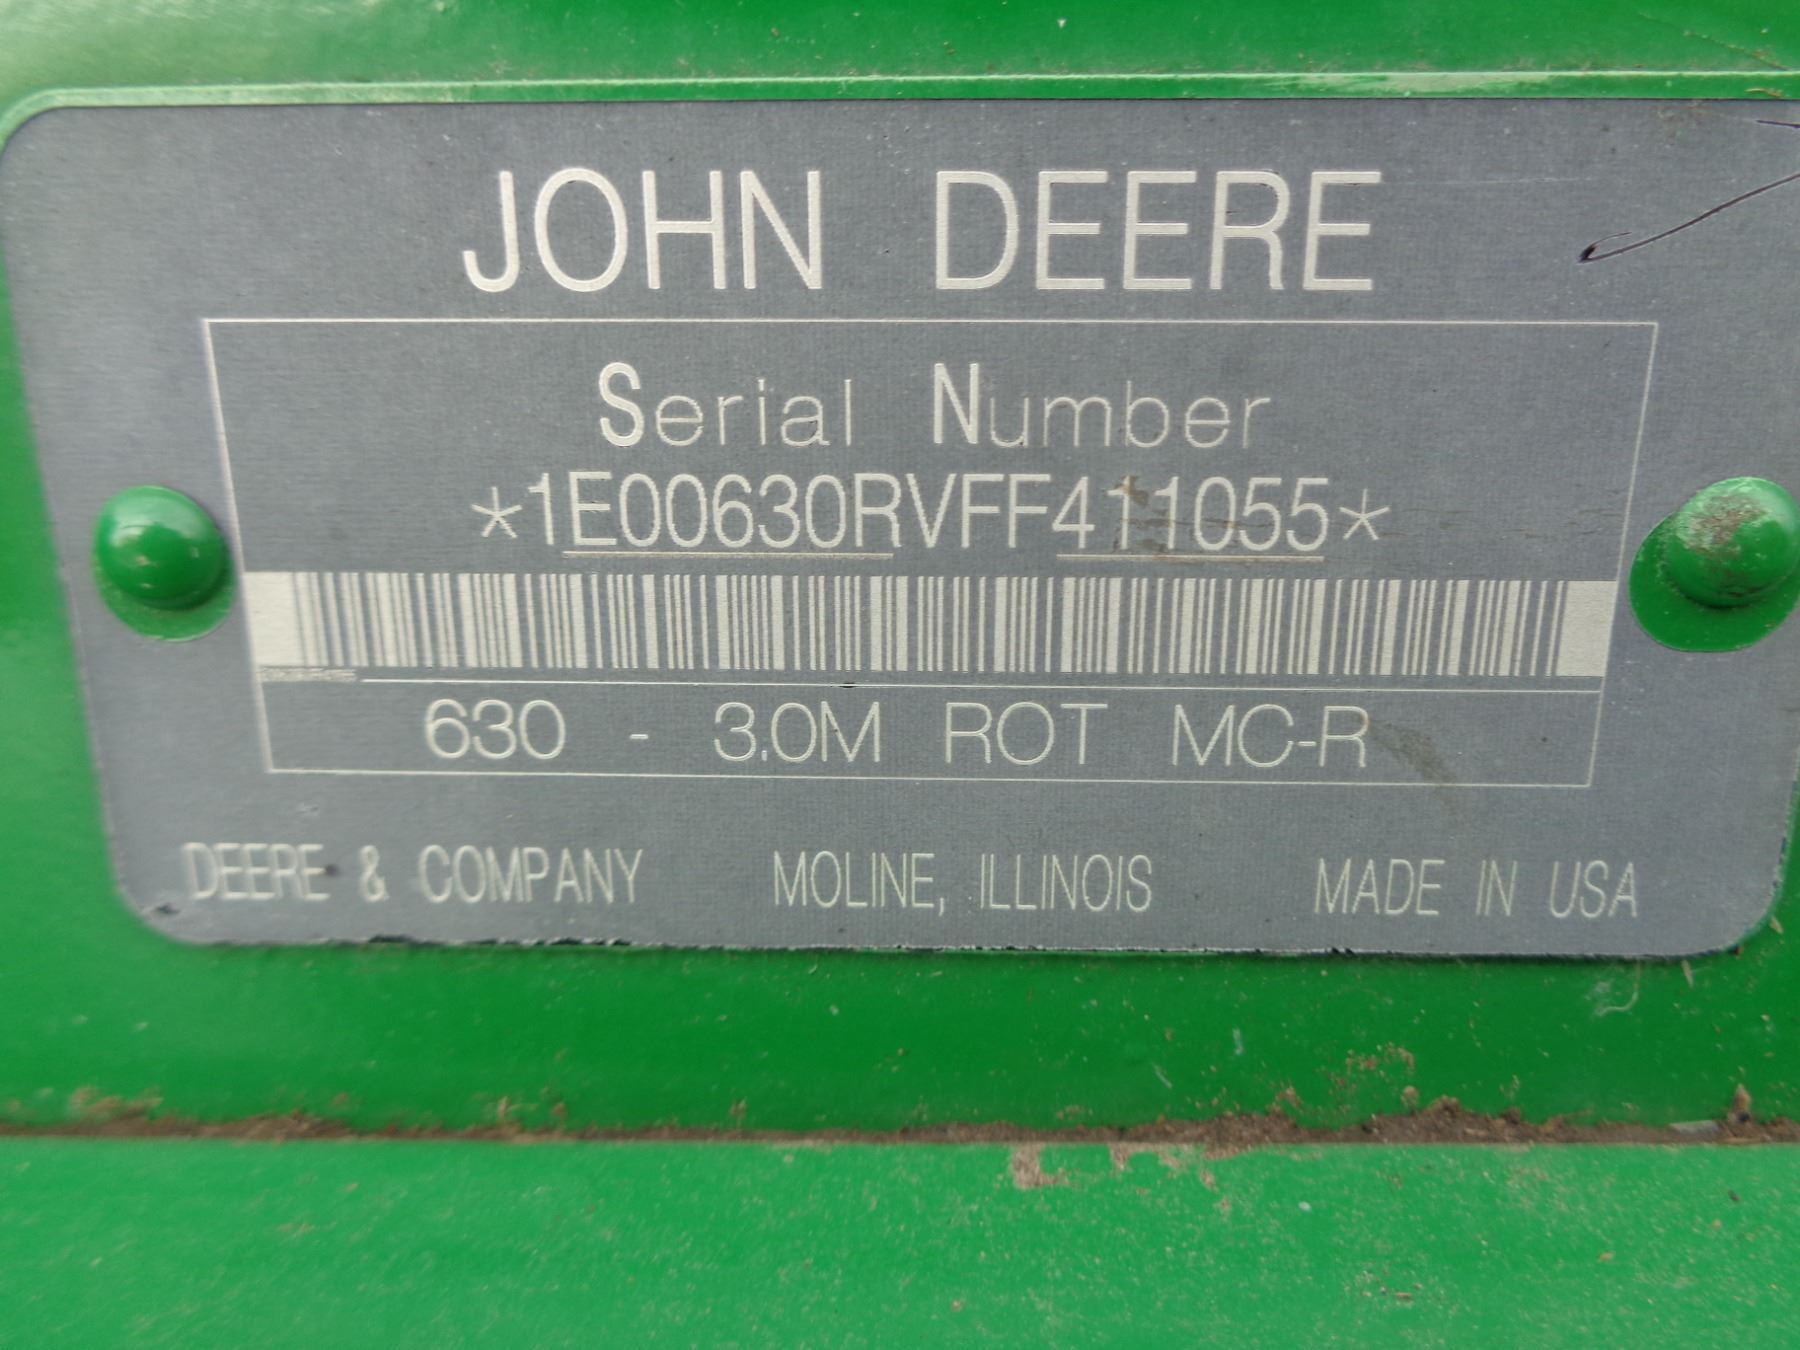 JOHN DEERE
Serial Number
*1E00630RVFF411055*
630 - 3.0M ROT MC-R
DEERE & COMPANY MOLINE, ILLINOIS MADE IN USA